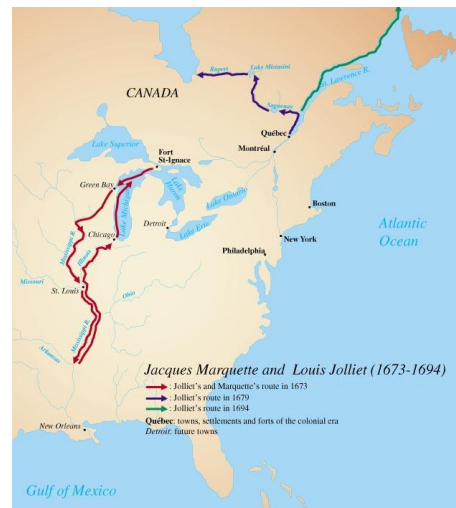 Rupert
Lake Mistasini
St. Lawrence R.
CANADA
Saguenay
Québec
Montréal
Lake Superior
Fort
St-Ignace
Green Bay
Lake Huron
Lake Ontario
Lake Michigan
Boston
Detroit
Lake Erie
Atlantic
Ocean
Mississippi R.
Chicago
New York
Illinois
Philadelphia
Missouri
St. Louis
Ohio
Mississippi R.
Arkansas
Jacques Marquette and Louis Jolliet (1673-1694)
: Jolliet's and Marquette's route in 1673
: Jolliet's route in 1679
: Jolliet's route in 1694
Québec: towns, settlements and forts of the colonial era
Detroit: future towns
New Orleans
Gulf of Mexico